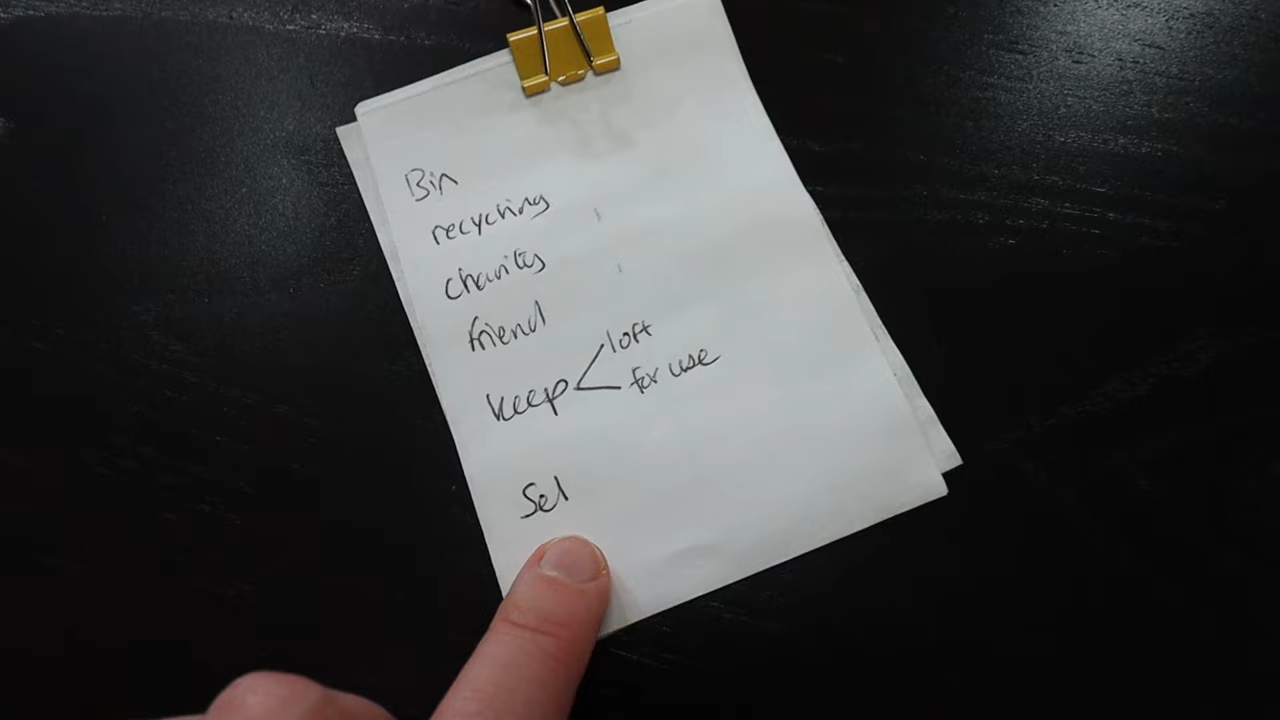 Bin
recycling
charity
friend
keep < loft
for use
Sel